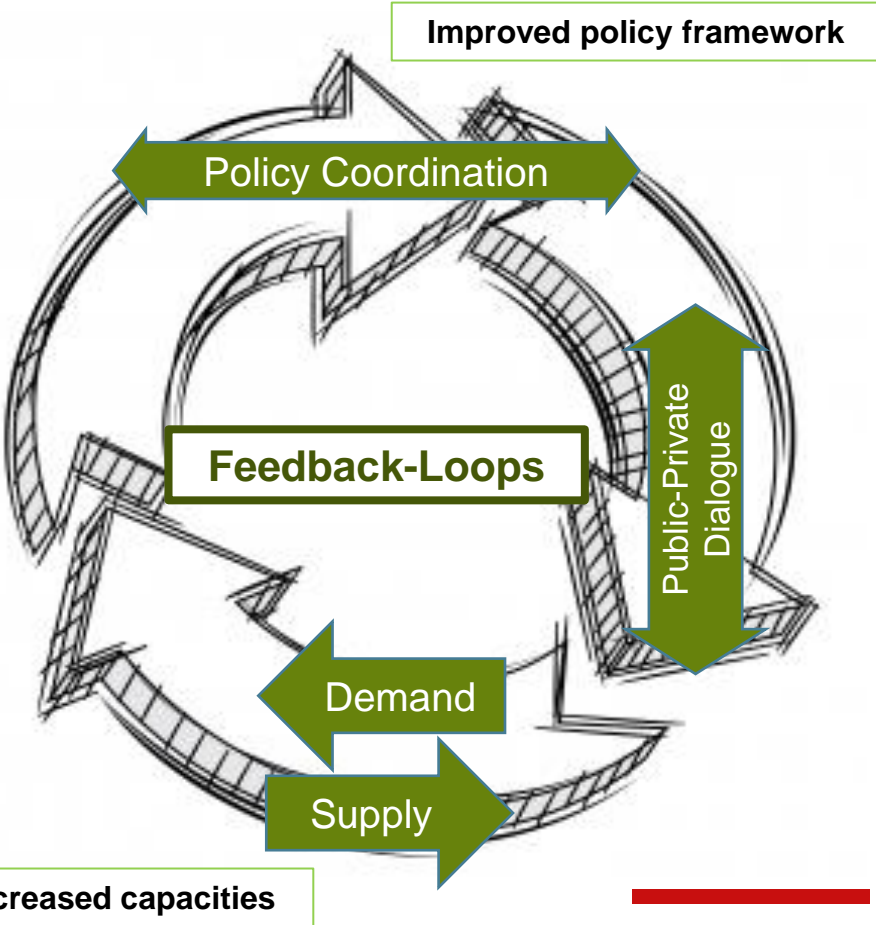 Improved policy framework
Policy Coordination
Public-Private
Dialogue
Feedback-Loops
Demand
Supply
creased capacities